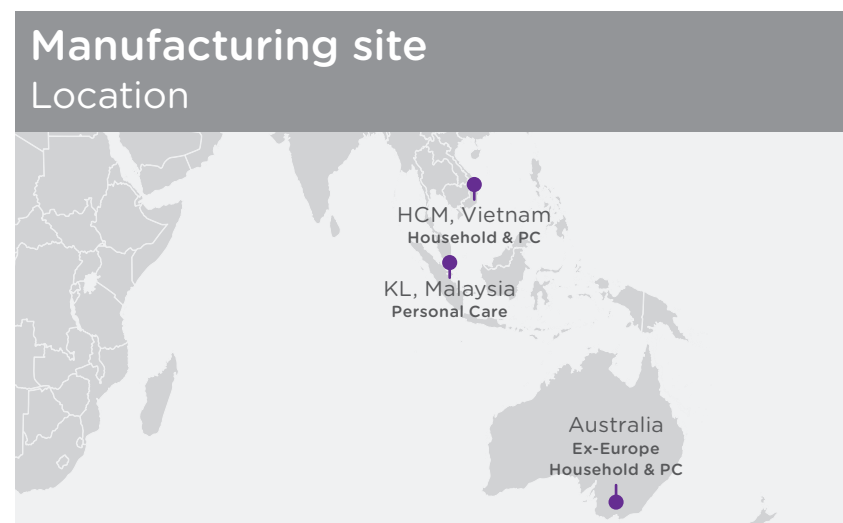 Manufacturing site
Location
HCM, Vietnam
Household & PC
KL, Malaysia
Personal Care
Australia
Ex-Europe
Household & PC